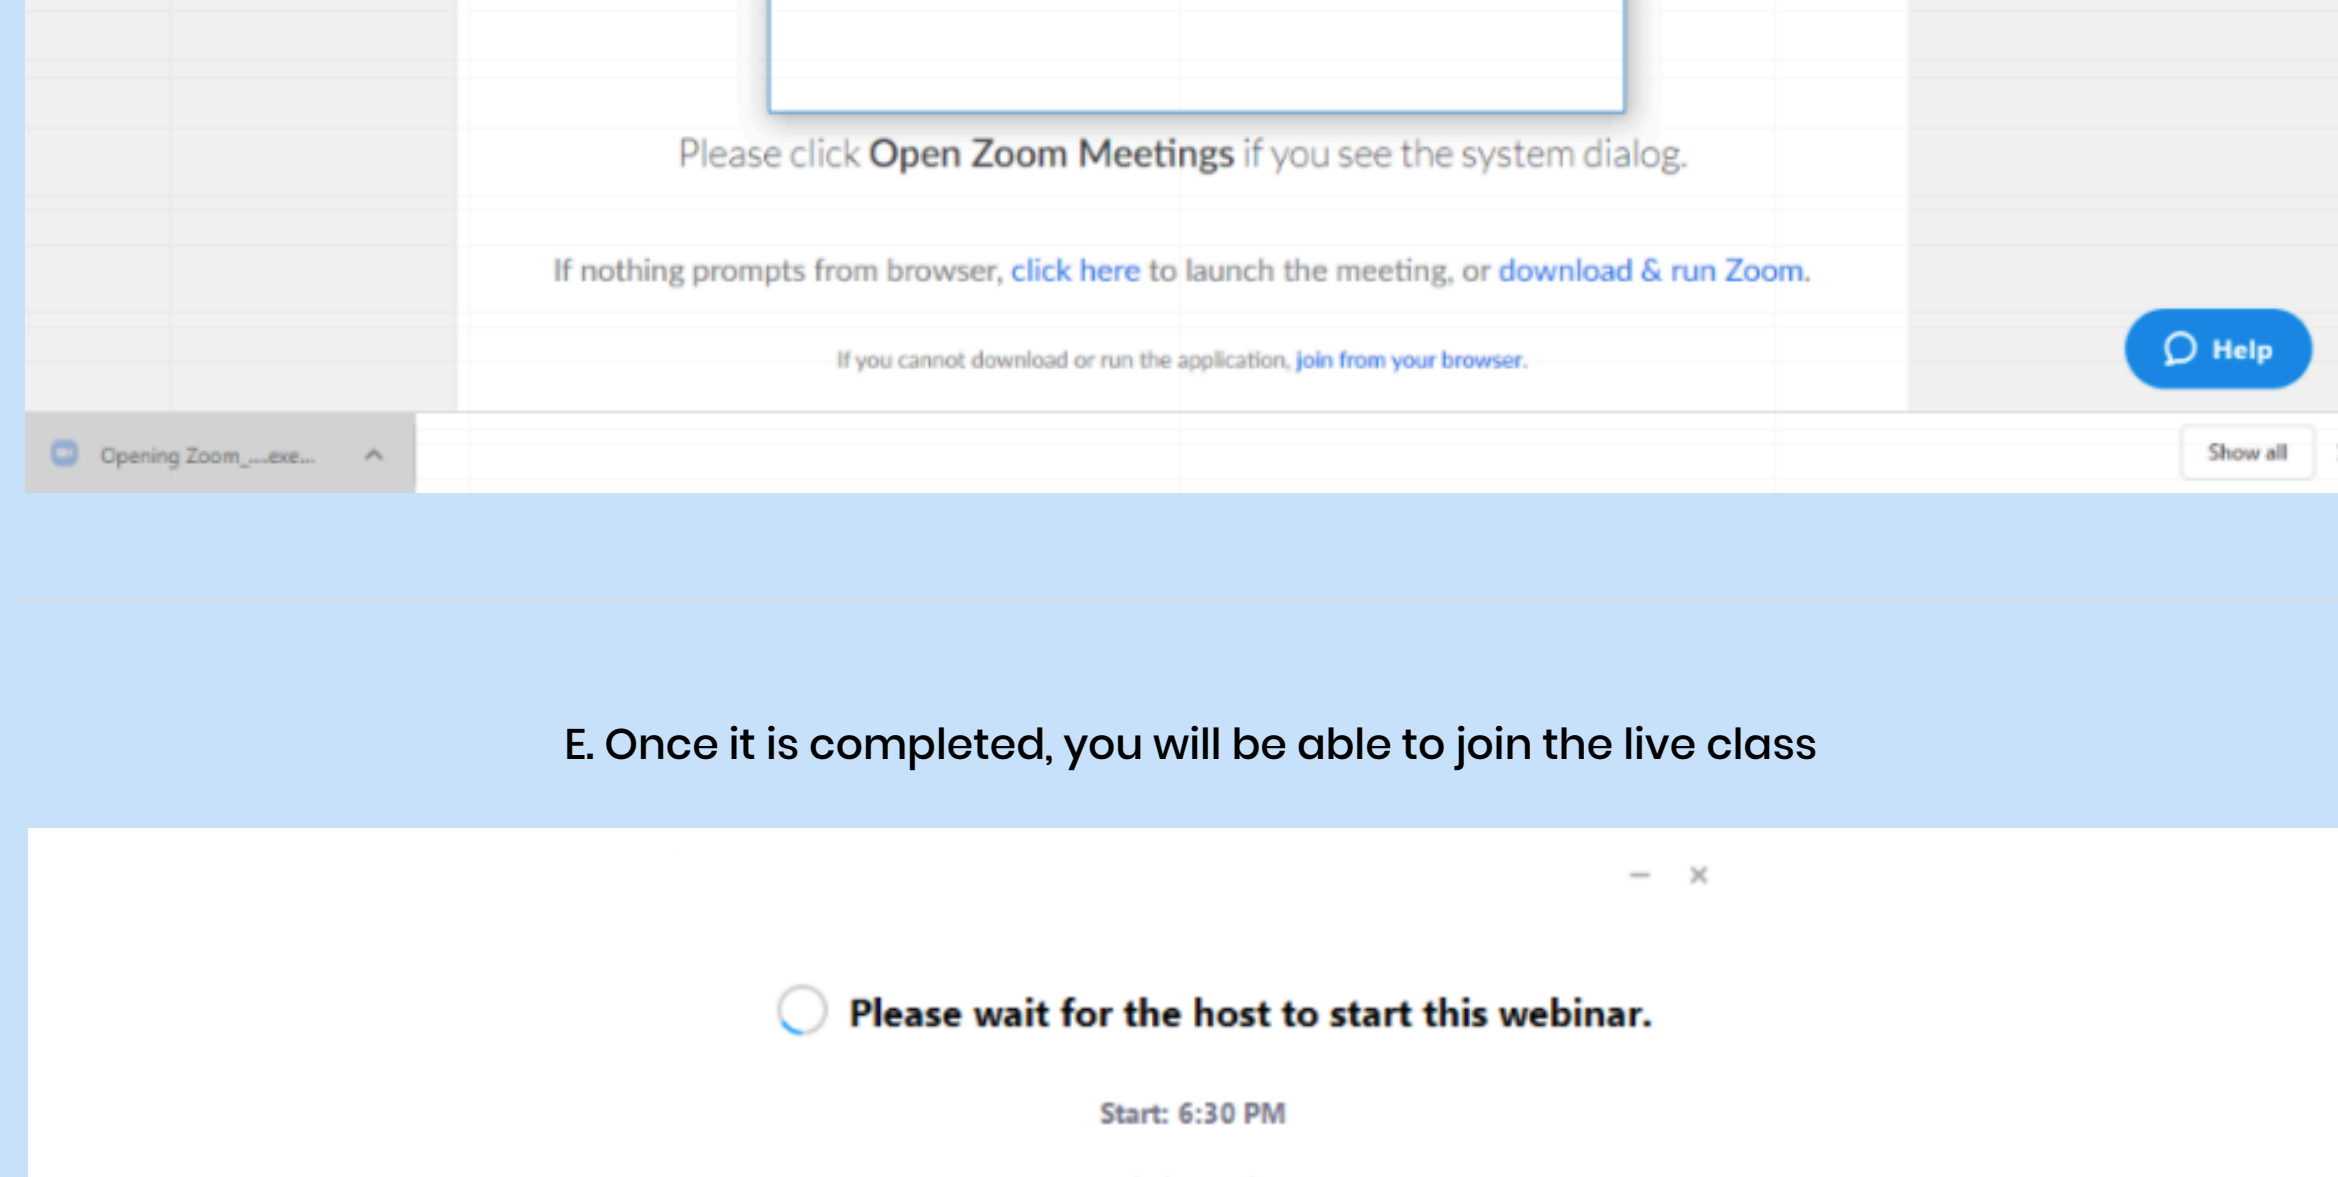 Please click Open Zoom Meetings if you see the system dialog.
If nothing prompts from browser, click here to launch the meeting, or download & run Zoom.
Help
If you cannot download or run the application, join from your browser.
Opening Zoom_....exe...
Show all
E. Once it is completed, you will be able to join the live class
Please wait for the host to start this webinar.
Start: 6:30 PM